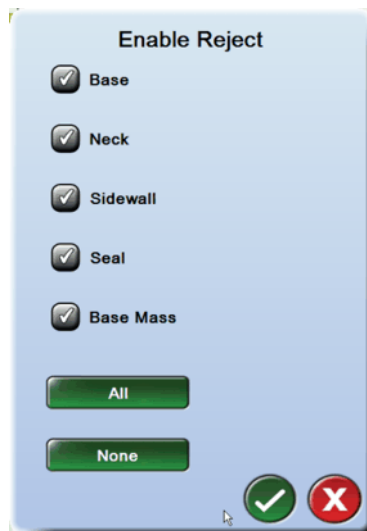 Enable Reject
Base
Neck
Sidewall
Seal
Base Mass
All
None